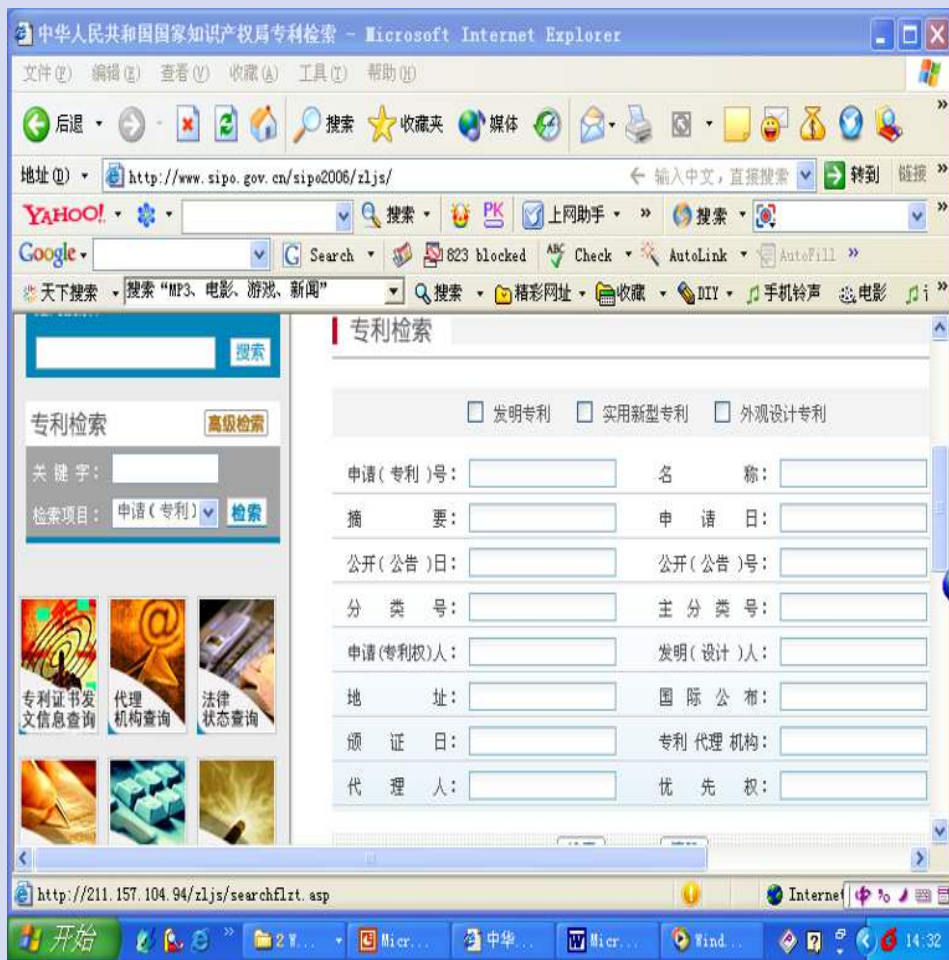 中华人民共和国国家知识产权局专利检索 - Microsoft Internet Explorer
文件(F) 编辑(E) 查看(V) 收藏(A) 工具(T) 帮助(H)
后退 搜索 收藏夹 媒体
地址(D) http://www.sipo.gov.cn/sipo2006/zljs/ 输入中文，直接搜索 转到 链接 »
YAHOO! 搜索 PK 上网助手 » 搜索 »
Google Search 823 blocked ABC Check AutoLink AutoFill »
天下搜索 搜索“MP3、电影、游戏、新闻” 搜索 精彩网址 收藏 DIY 手机铃声 电影 »
搜索
专利检索 高级检索
关键字：
检索项目： 申请(专利) 检索
专利证书发文信息查询
代理机构查询
法律状态查询
专利检索
发明专利 实用新型专利 外观设计专利
申请(专利)号： 名称：
摘要： 申请日：
公开(公告)日： 公开(公告)号：
分类号： 主分类号：
申请(专利权)人： 发明(设计)人：
地址： 国际公布：
颁证日： 专利代理机构：
代理人： 优先权：
http://211.157.104.94/zljs/searchflzt.asp Internet 中
开始 » 2 W... Micr... 中华... Micr... Wind... 14:32